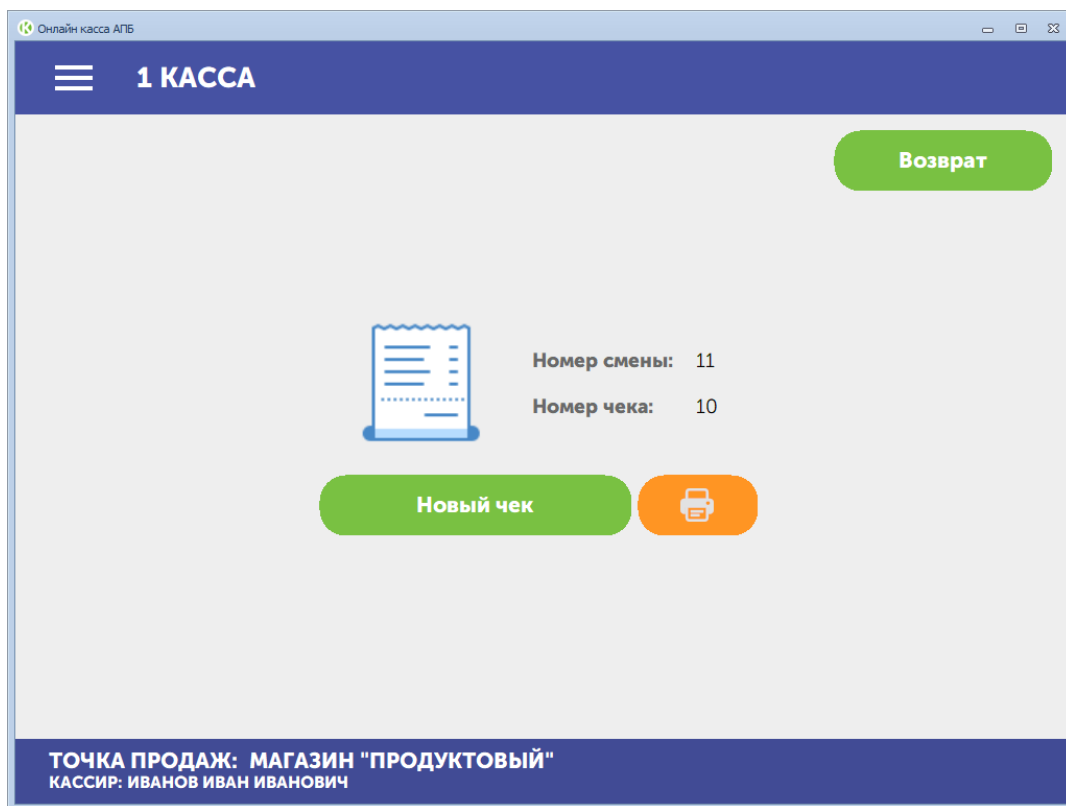 Онлайн касса АПБ
1 КАССА
Возврат
Номер смены: 11
Номер чека: 10
Новый чек
ТОЧКА ПРОДАЖ: МАГАЗИН "ПРОДУКТОВЫЙ"
КАССИР: ИВАНОВ ИВАН ИВАНОВИЧ